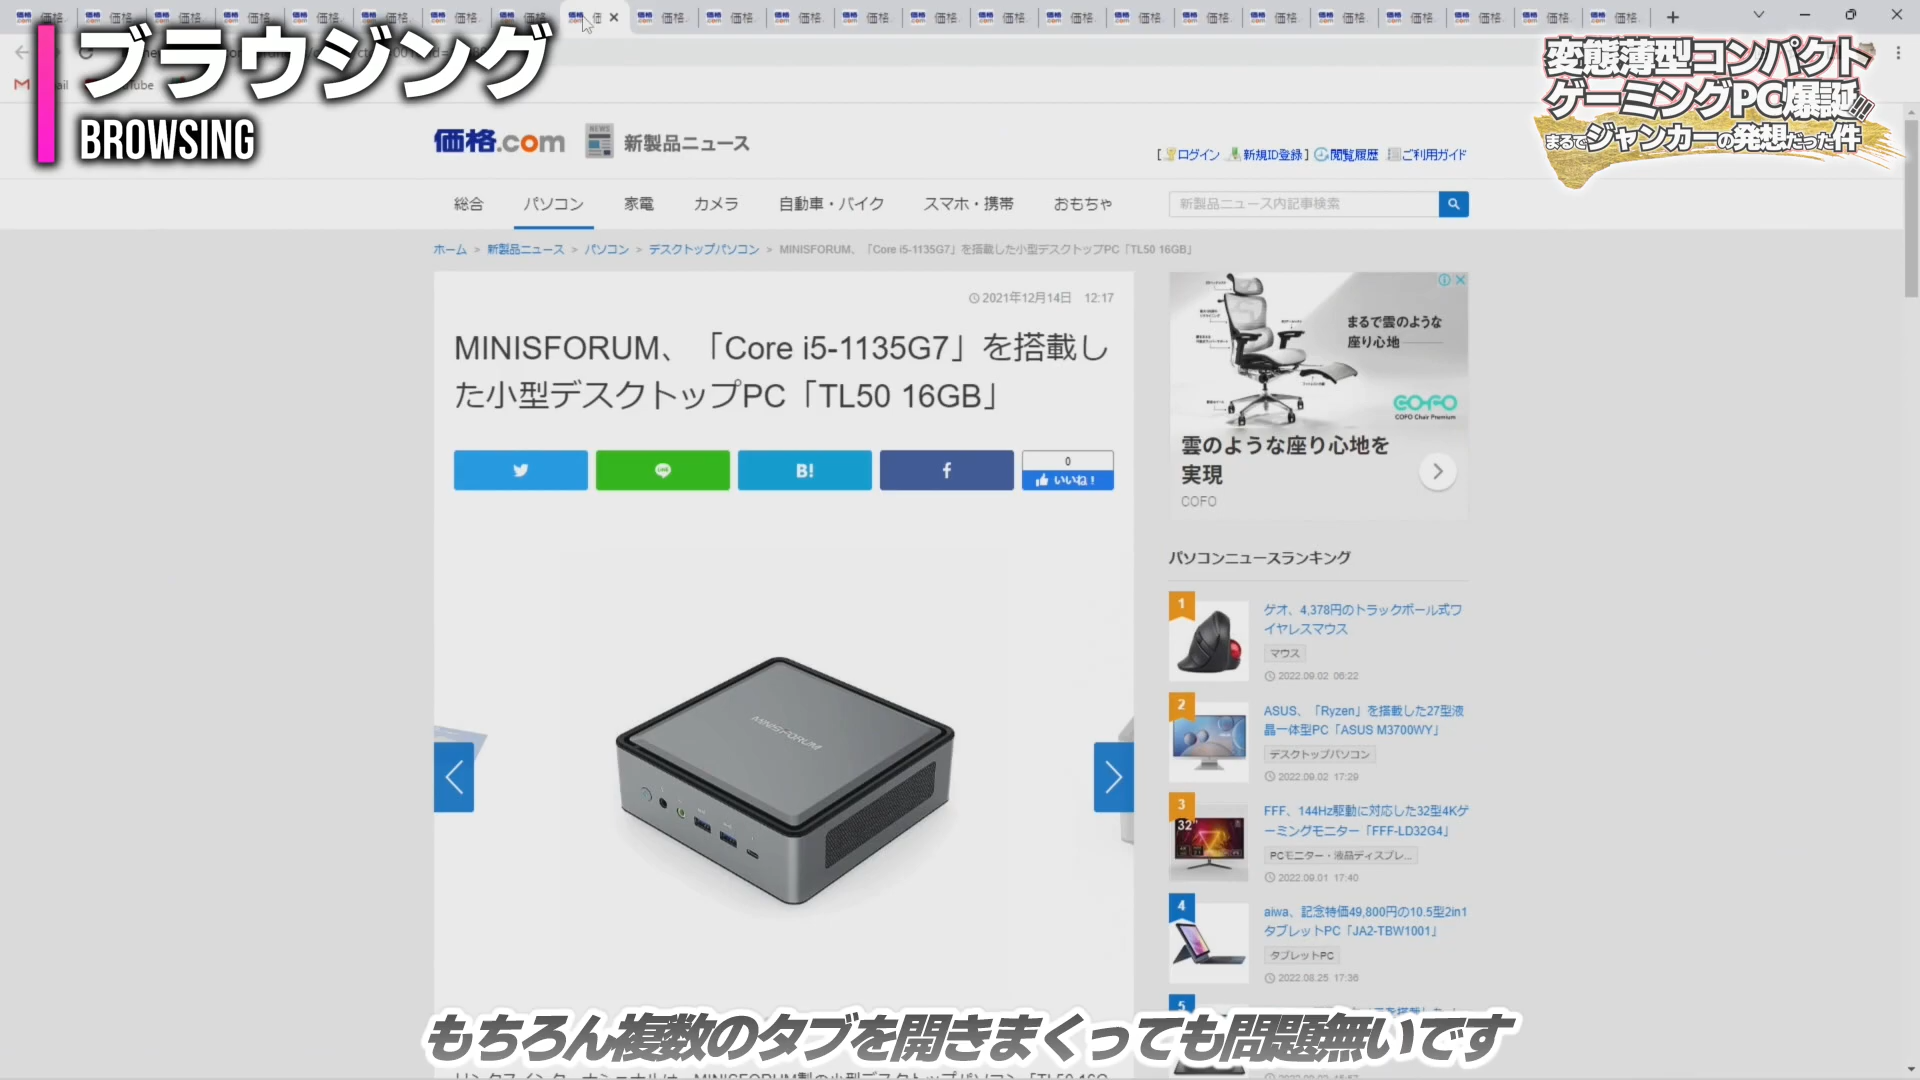 ブラウジング
BROWSING
変態薄型コンパクト
ゲーミングPC爆誕!!
まるでジャンカーの発想だった件
価格.com
NEWS
新製品ニュース
[ ログイン 新規ID登録 ] 閲覧履歴 ご利用ガイド
総合 パソコン 家電 カメラ 自動車・バイク スマホ・携帯 おもちゃ
新製品ニュース内記事検索
ホーム > 新製品ニュース > パソコン > デスクトップパソコン > MINISFORUM、「Core i5-1135G7」を搭載した小型デスクトップPC「TL50 16GB」
2021年12月14日 12:17
MINISFORUM、「Core i5-1135G7」を搭載し
た小型デスクトップPC「TL50 16GB」
LINE
B!
f
0
いいね!
MINISFORUM
まるで雲のような
座り心地
COFO
COFO Chair Premium
雲のような座り心地を
実現
COFO
パソコンニュースランキング
1
ゲオ、4,378円のトラックボール式ワ
イヤレスマウス
マウス
2022.09.02 06:22
2
ASUS、「Ryzen」を搭載した27型液
晶一体型PC「ASUS M3700WY」
デスクトップパソコン
2022.09.02 17:29
3
32"
FFF、144Hz駆動に対応した32型4Kゲ
ーミングモニター「FFF-LD32G4」
PCモニター・液晶ディスプレ...
2022.09.01 17:40
4
aiwa、記念特価49,800円の10.5型2in1
タブレットPC「JA2-TBW1001」
タブレットPC
2022.08.25 17:36
5
もちろん複数のタブを開きまくっても問題無いです